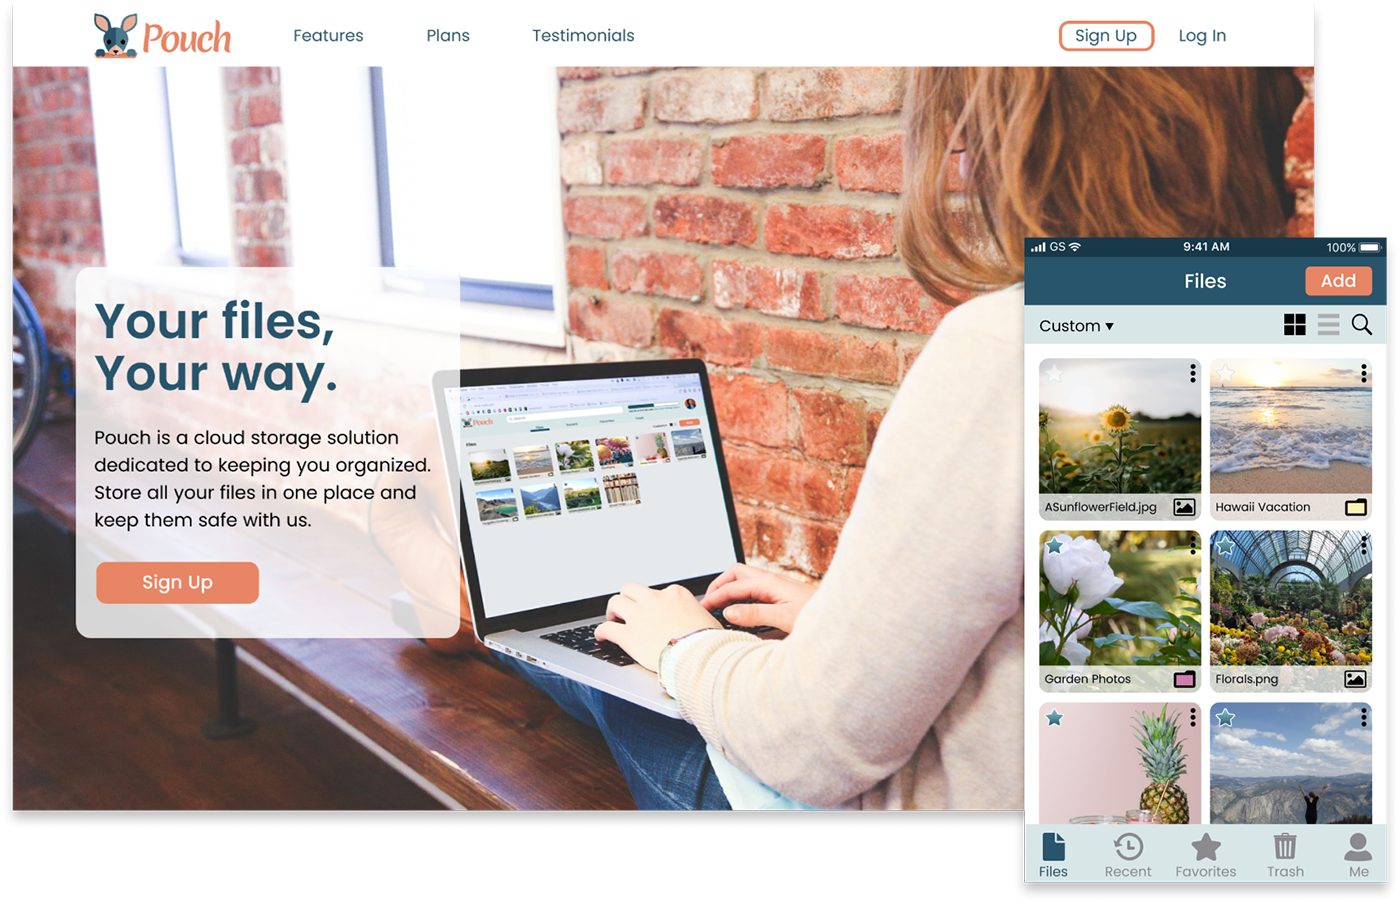 Pouch
Features
Plans
Testimonials
Sign Up
Log In
Your files,
Your way.
Pouch is a cloud storage solution
dedicated to keeping you organized.
Store all your files in one place and
keep them safe with us.
Sign Up
Pouch
GS
9:41 AM
100%
Files
Add
Custom ▾
ASunflowerField.jpg
Hawaii Vacation
Garden Photos
Florals.png
Files
Recent
Favorites
Trash
Me